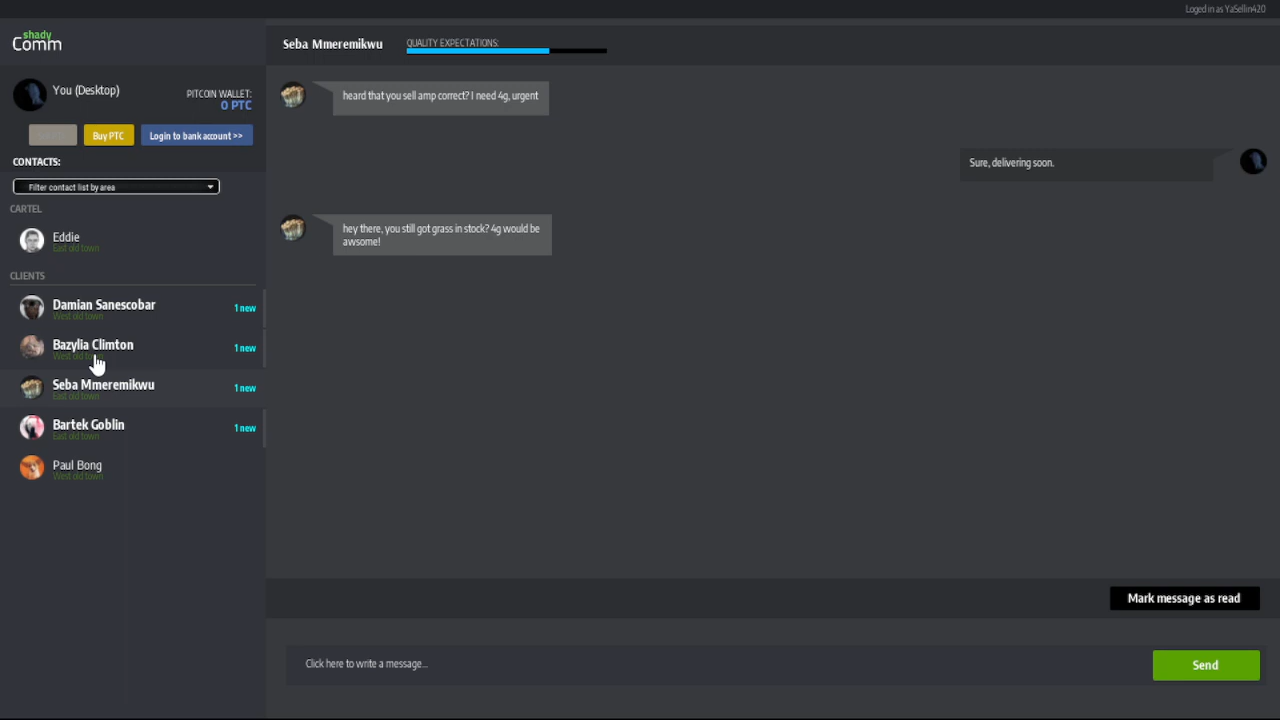 Loged in as YaSellin420
shady
Comm
You (Desktop)
PITCOIN WALLET:
0 PTC
Buy PTC
Login to bank account >>
CONTACTS:
Filter contact list by area
CARTEL
Eddie
East old town
CLIENTS
Damian Sanescobar
West old town
1 new
Bazylia Clinton
West old town
1 new
Seba Mmeremikwu
East old town
1 new
Bartek Goblin
East old town
1 new
Paul Bong
West old town
Seba Mmeremikwu
QUALITY EXPECTATIONS:
heard that you sell amp correct? I need 4g, urgent
Sure, delivering soon.
hey there, you still got grass in stock? 4g would be
awsome!
Mark message as read
Click here to write a message...
Send